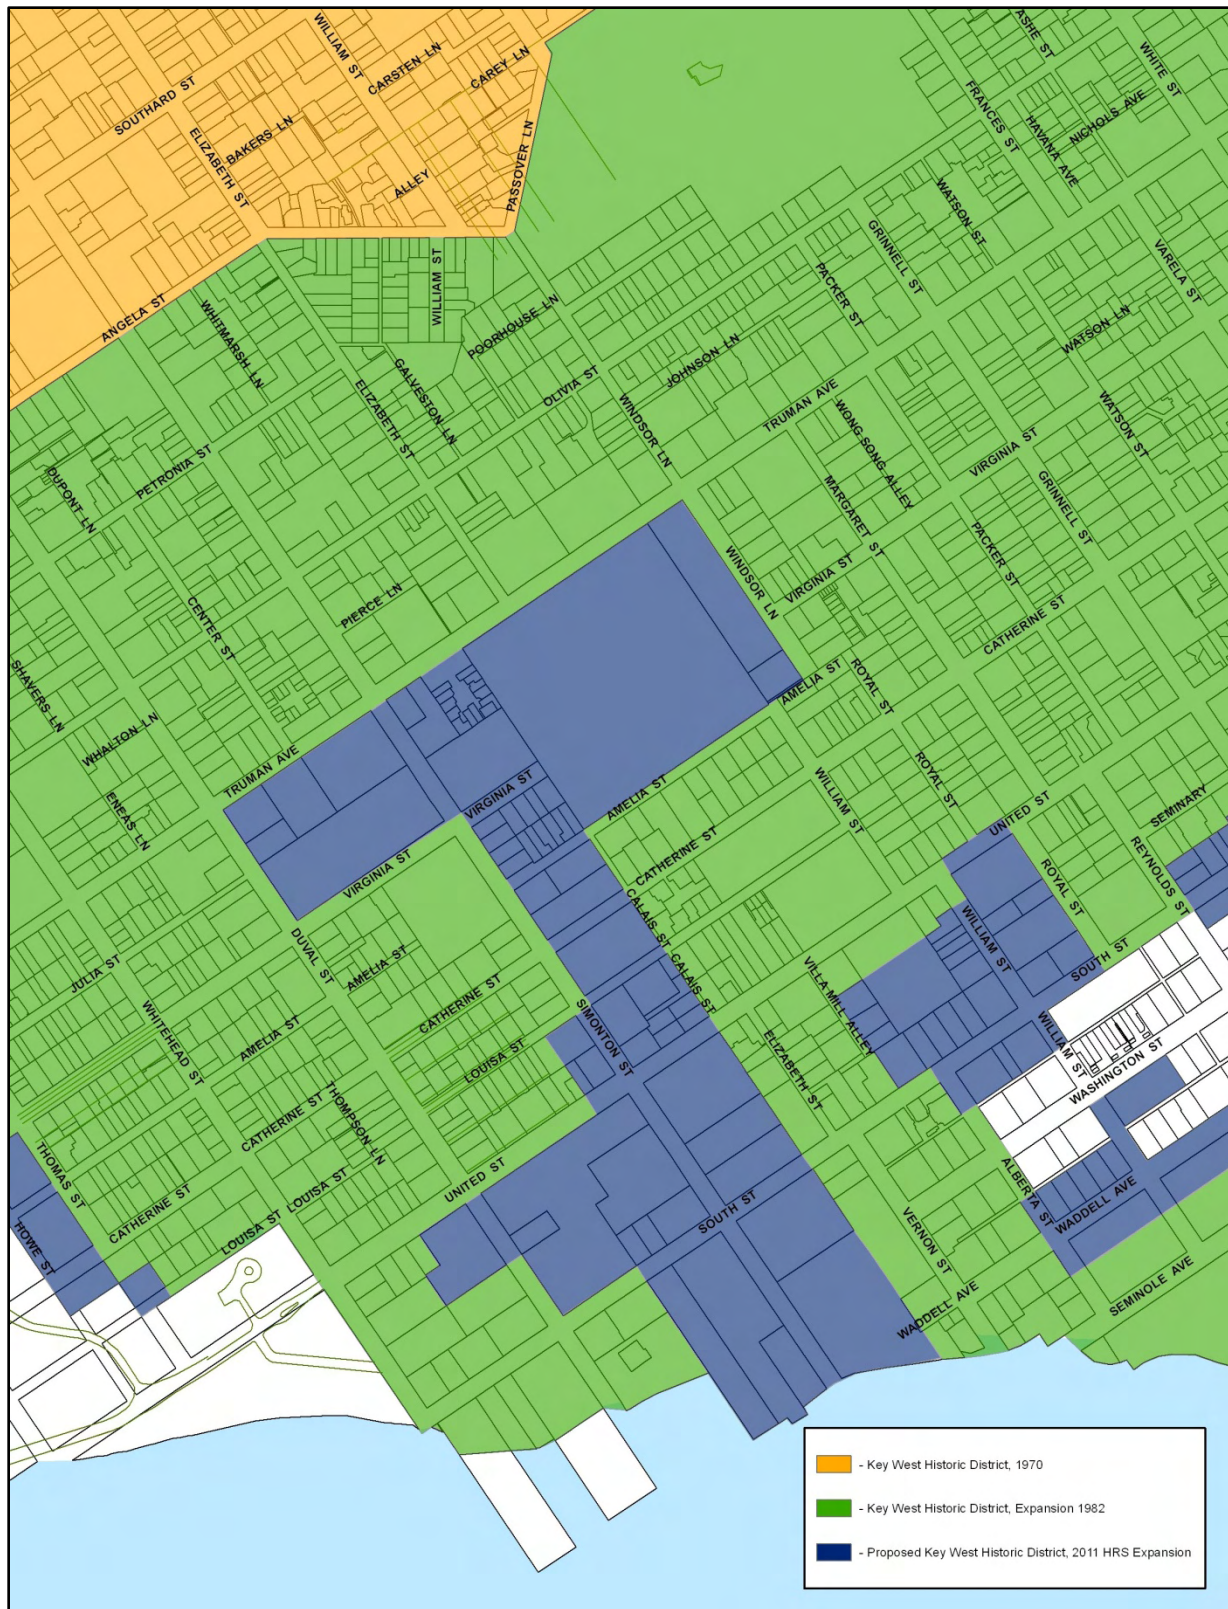 WILLIAM ST
CARSTEN LN
CAREY LN
ASHE ST
WHITE ST
SOUTHARD ST
ELIZABETH ST
BAKERS LN
ALLEY
PASSOVER LN
FRANCES ST
HAVANA AVE
NICHOLS AVE
WATSON ST
GRINNELL ST
VARELA ST
ANGELA ST
WHITMARSH LN
WILLIAM ST
POORHOUSE LN
PACKER ST
WATSON LN
GALVESTON LN
ELIZABETH ST
OLIVIA ST
JOHNSON LN
WINDSOR LN
TRUMAN AVE
WONG SONG ALLEY
WATSON ST
VIRGINIA ST
DUPONT LN
PETRONIA ST
MARGARET ST
GRINNELL ST
PACKER ST
WINDSOR LN
VIRGINIA ST
CATHERINE ST
PIERCE LN
CENTER ST
SHAVERS LN
WHALTON LN
AMELIA ST
ROYAL ST
TRUMAN AVE
ENEAS LN
VIRGINIA ST
AMELIA ST
WILLIAM ST
ROYAL ST
UNITED ST
SEMINARY
VIRGINIA ST
CATHERINE ST
REYNOLDS ST
ROYAL ST
CALAIS ST
DUVAL ST
AMELIA ST
JULIA ST
WILLIAM ST
SOUTH ST
CALAIS ST
VILLA MILL ALLEY
CATHERINE ST
SIMONTON ST
WHITEHEAD ST
AMELIA ST
LOUISA ST
ELIZABETH ST
WILLIAM ST
WASHINGTON ST
CATHERINE ST
THOMPSON LN
THOMAS ST
UNITED ST
LOUISA ST
CATHERINE ST
LOUISA ST
HOWE ST
SOUTH ST
VERNON ST
ALBERTA ST
WADDELL AVE
WADDELL AVE
SEMINOLE AVE
- Key West Historic District, 1970
- Key West Historic District, Expansion 1982
- Proposed Key West Historic District, 2011 HRS Expansion